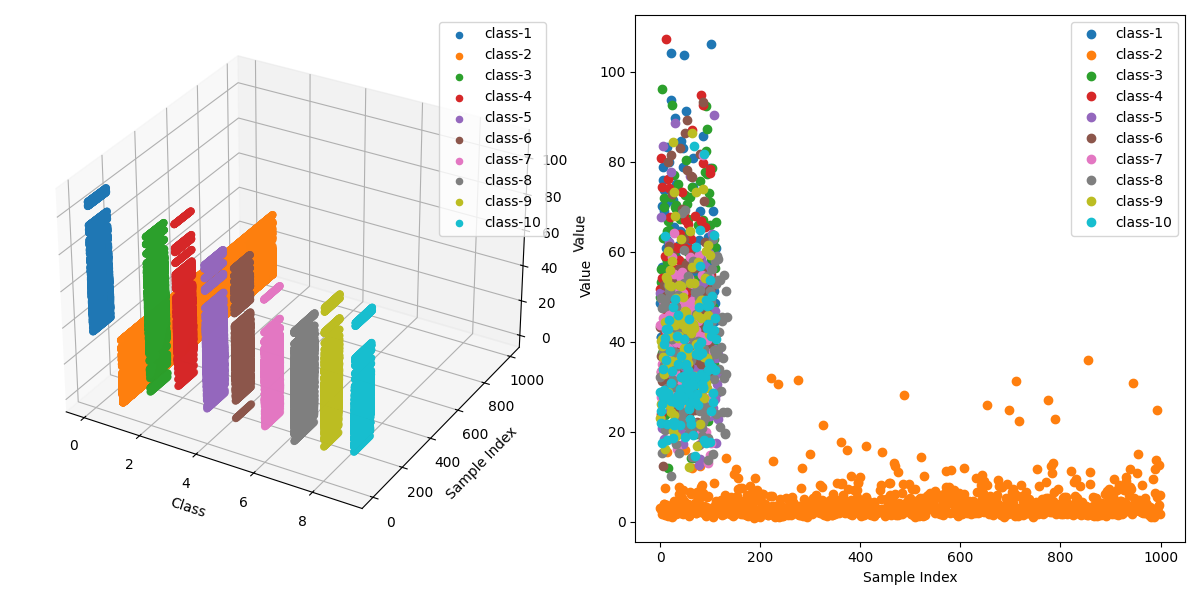 class-1
class-2
class-3
class-4
class-5
class-6
class-7
class-8
class-9
class-10
0
2
4
6
8
Class
0
200
400
600
800
1000
Sample Index
0
20
40
60
80
100
Value
class-1
class-2
class-3
class-4
class-5
class-6
class-7
class-8
class-9
class-10
0
20
40
60
80
100
Value
0
200
400
600
800
1000
Sample Index